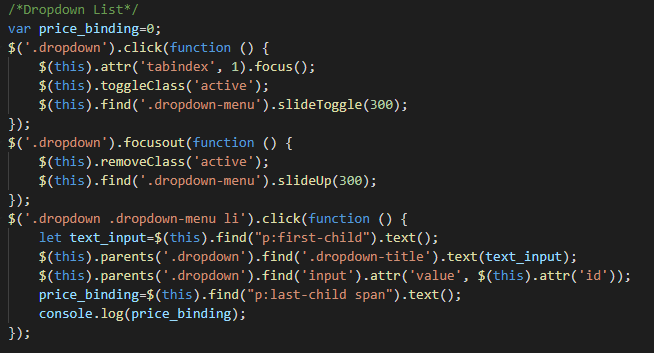 /*Dropdown List*/
var price_binding=0;
$('.dropdown').click(function () {
    $(this).attr('tabindex', 1).focus();
    $(this).toggleClass('active');
    $(this).find('.dropdown-menu').slideToggle(300);
});
$('.dropdown').focusout(function () {
    $(this).removeClass('active');
    $(this).find('.dropdown-menu').slideUp(300);
});
$('.dropdown .dropdown-menu li').click(function () {
    let text_input=$(this).find("p:first-child").text();
    $(this).parents('.dropdown').find('.dropdown-title').text(text_input);
    $(this).parents('.dropdown').find('input').attr('value', $(this).attr('id'));
    price_binding=$(this).find("p:last-child span").text();
    console.log(price_binding);
});